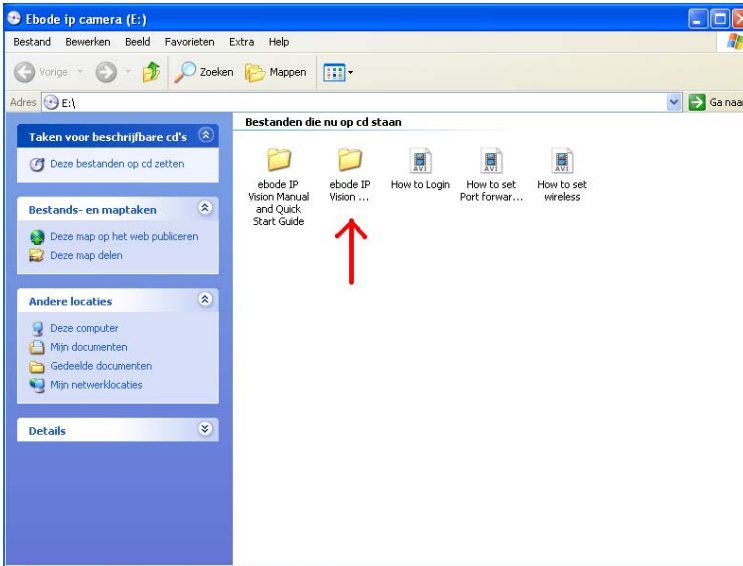 Ebode ip camera (E:)
Bestand Bewerken Beeld Favorieten Extra Help
Vorige Zoeken Mappen
Adres E:\ Ga naar
Bestanden die nu op cd staan
Taken voor beschrijfbare cd's
Deze bestanden op cd zetten
Bestands- en maptaken
Deze map op het web publiceren
Deze map delen
Andere locaties
Deze computer
Mijn documenten
Gedeelde documenten
Mijn netwerklocaties
Details
ebode IP
Vision Manual
and Quick
Start Guide
ebode IP
Vision ...
AVI
How to Login
AVI
How to set
Port forwar...
AVI
How to set
wireless